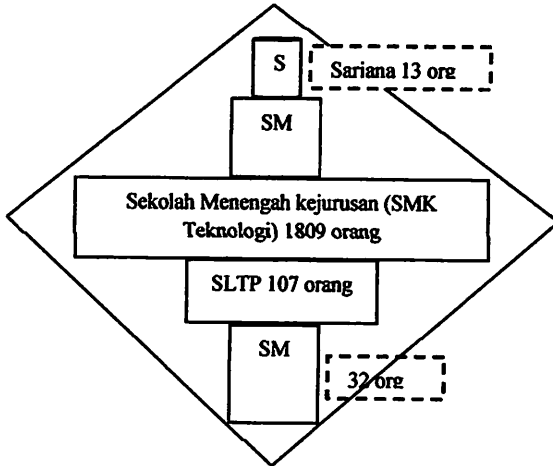 S
Sariana 13 org
SM
Sekolah Menengah kejurusan (SMK
Teknologi) 1809 orang
SLTP 107 orang
SM
32 org